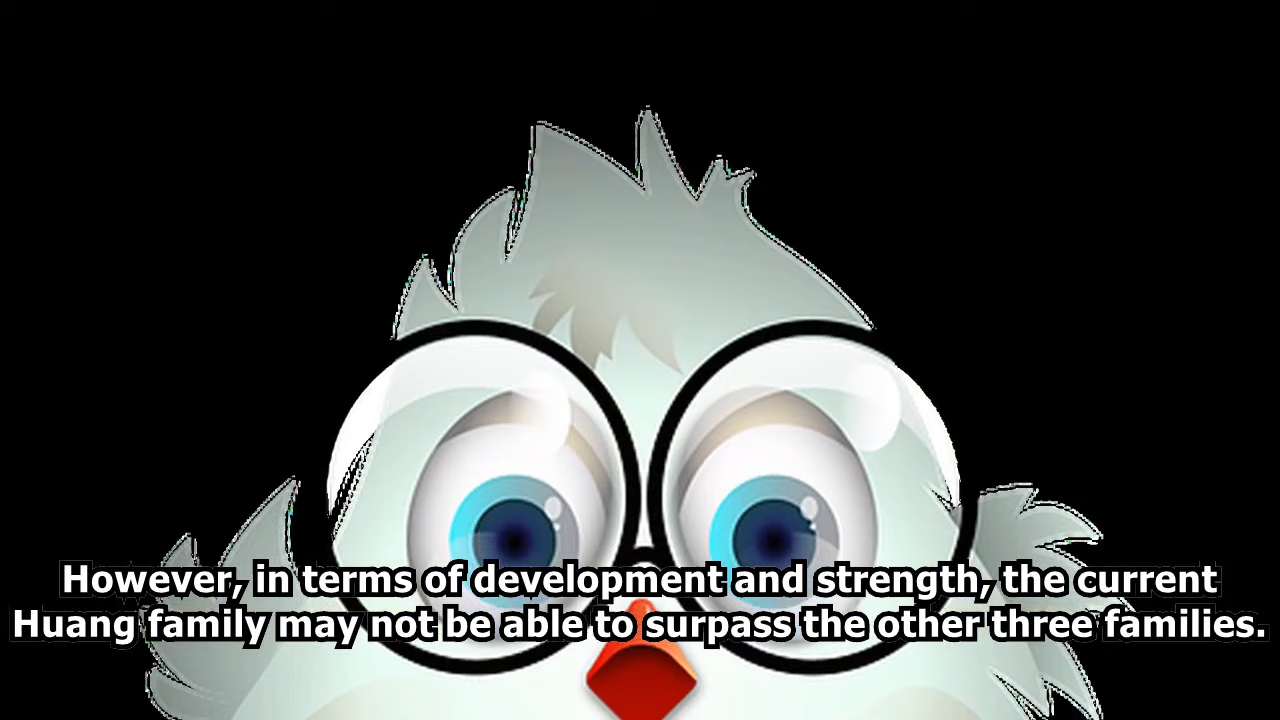 However, in terms of development and strength, the current
Huang family may not be able to surpass the other three families.